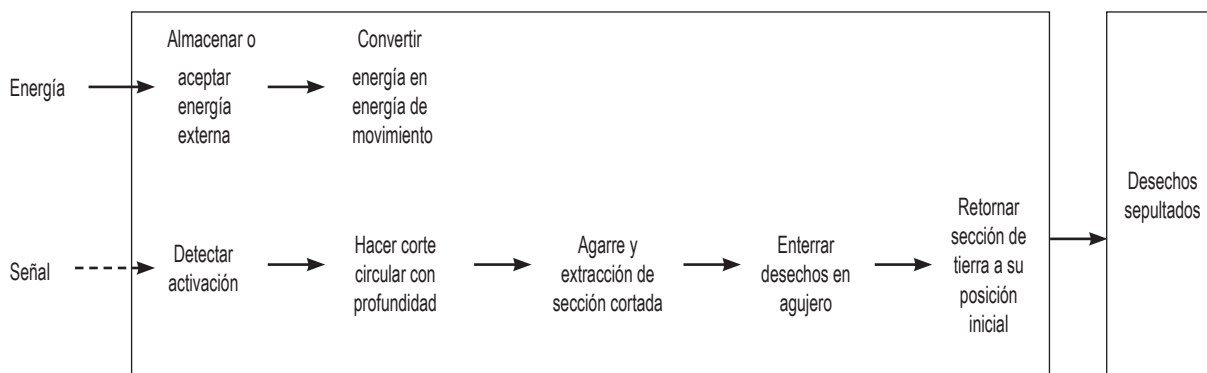 Almacenar o
aceptar
energía
externa
Convertir
energía en
energía de
movimiento
Energía
Señal
Detectar
activación
Hacer corte
circular con
profundidad
Agarre y
extracción de
sección cortada
Enterrar
desechos en
agujero
Retornar
sección de
tierra a su
posición
inicial
Desechos
sepultados